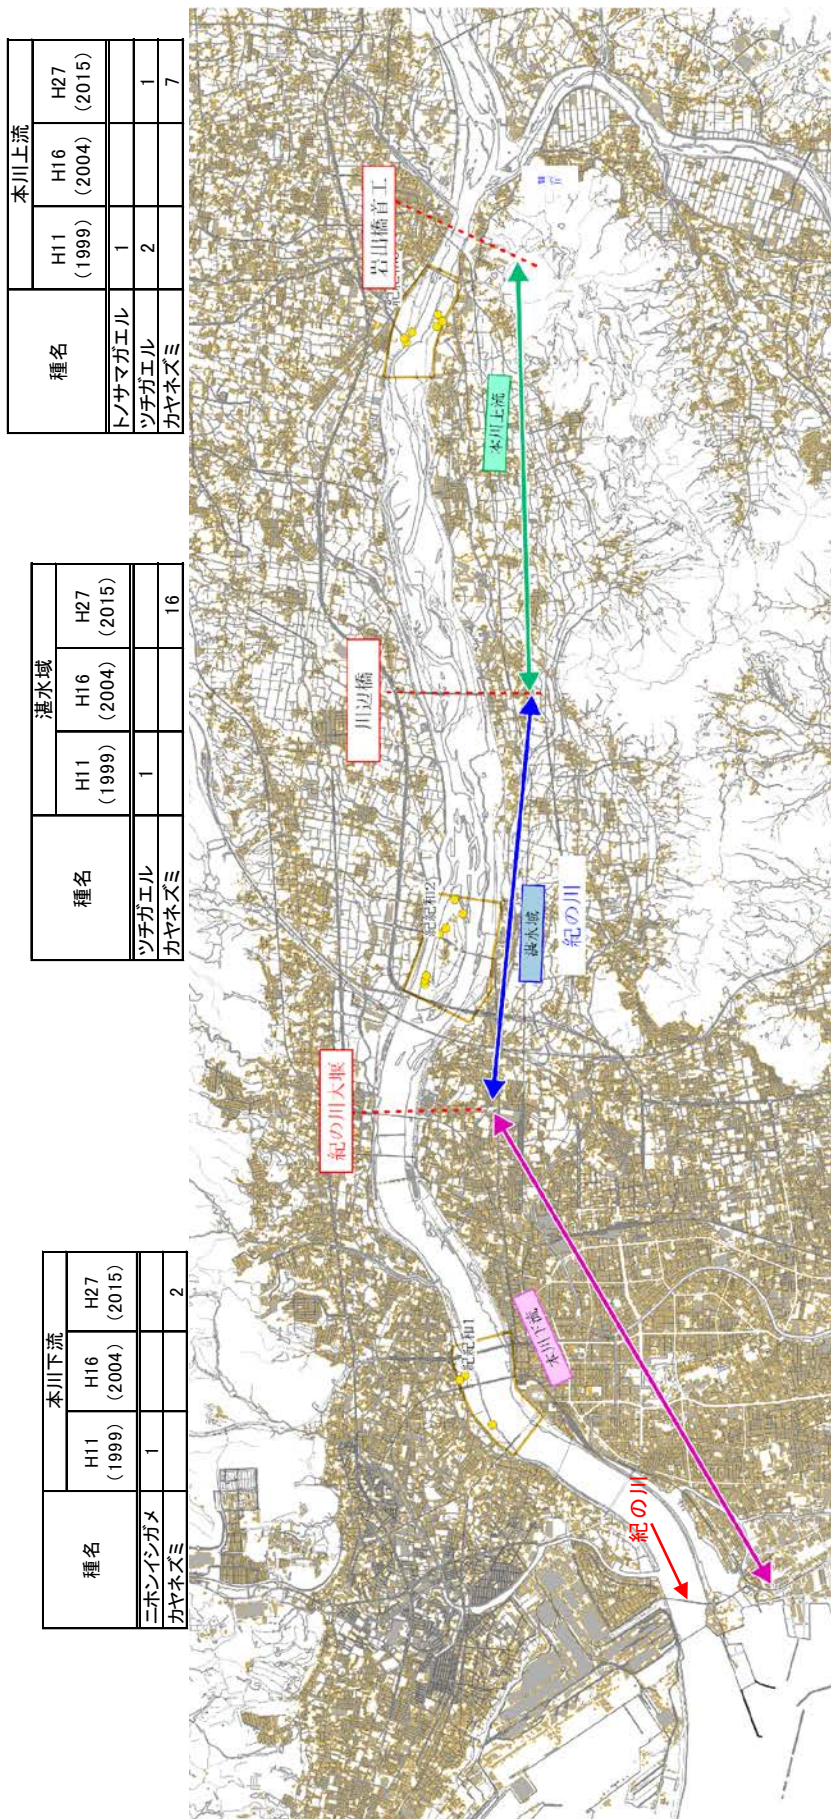 本川下流
種名 H11 (1999) H16 (2004) H27 (2015)
ニホンイシガメ 1
カヤネズミ 2
湛水域
種名 H11 (1999) H16 (2004) H27 (2015)
ツチガエル 1
カヤネズミ 16
本川上流
種名 H11 (1999) H16 (2004) H27 (2015)
トノサマガエル 1
ツチガエル 2 1
カヤネズミ 7
紀の川大堰
川辺橋
岩出橋首工
紀紀和1
紀紀和2
本川下流
湛水域
本川上流
紀の川
紀の川